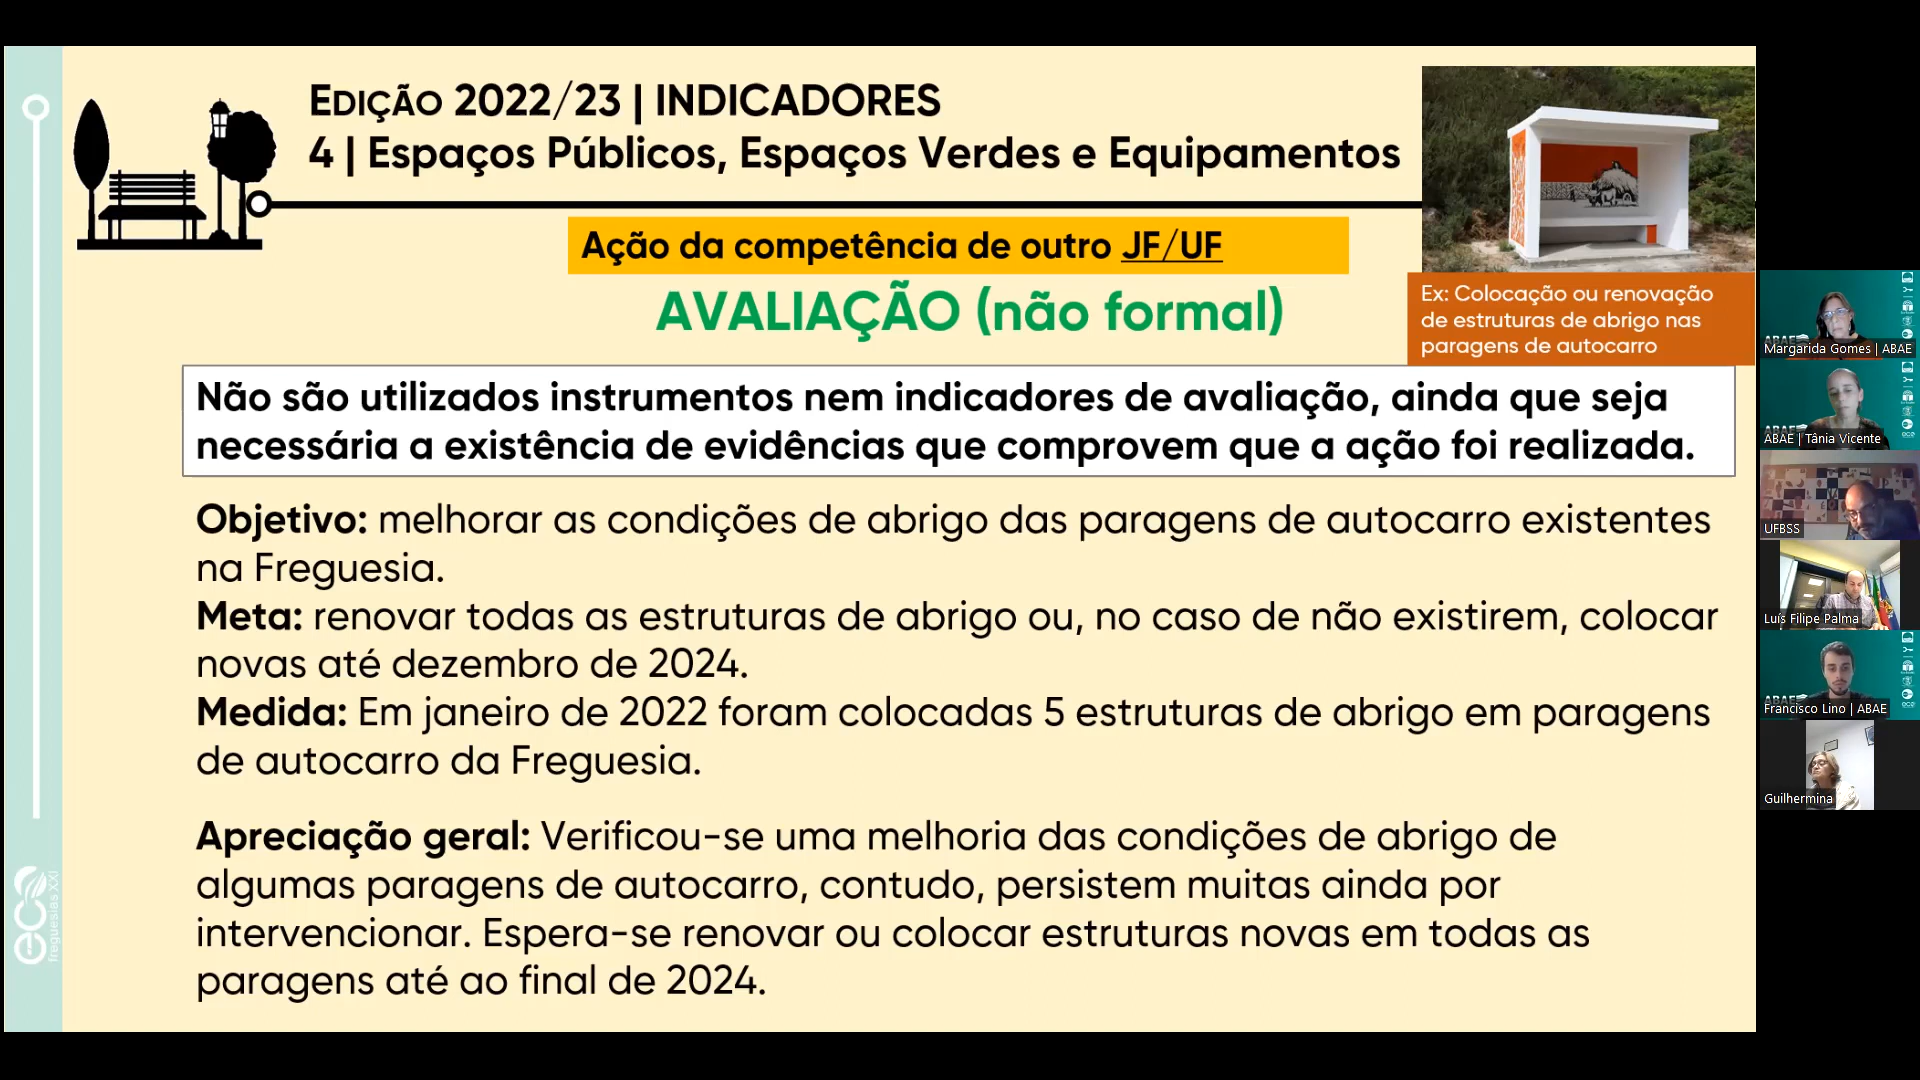 EDIÇÃO 2022/23 | INDICADORES
4 | Espaços Públicos, Espaços Verdes e Equipamentos
Ação da competência de outro JF/UF
AVALIAÇÃO (não formal)
Ex: Colocação ou renovação
de estruturas de abrigo nas
paragens de autocarro
Não são utilizados instrumentos nem indicadores de avaliação, ainda que seja
necessária a existência de evidências que comprovem que a ação foi realizada.
Objetivo: melhorar as condições de abrigo das paragens de autocarro existentes
na Freguesia.
Meta: renovar todas as estruturas de abrigo ou, no caso de não existirem, colocar
novas até dezembro de 2024.
Medida: Em janeiro de 2022 foram colocadas 5 estruturas de abrigo em paragens
de autocarro da Freguesia.
Apreciação geral: Verificou-se uma melhoria das condições de abrigo de
algumas paragens de autocarro, contudo, persistem muitas ainda por
intervencionar. Espera-se renovar ou colocar estruturas novas em todas as
paragens até ao final de 2024.
eco
freguesias XXI
Margarida Gomes | ABAE
ABAE | Tânia Vicente
UFBSS
Luís Filipe Palma
Francisco Lino | ABAE
Guilhermina